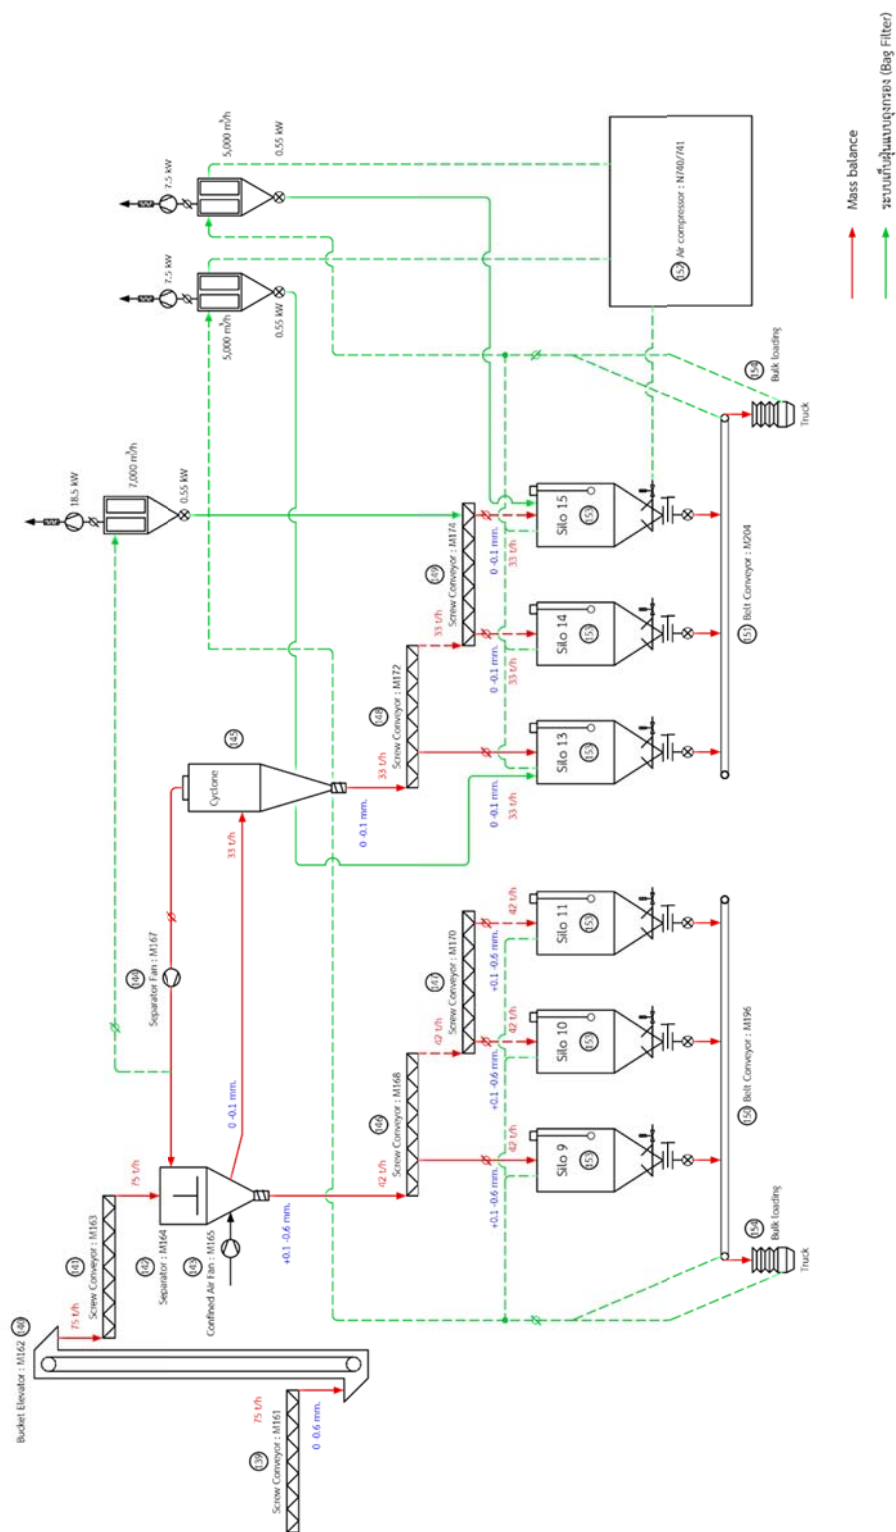 Bucket Elevator : M162
140
75 t/h
141
Screw Conveyor : M163
75 t/h
139
Screw Conveyor : M161
75 t/h
0 -0.6 mm.
142
Separator : M164
143
Confined Air Fan : M165
+0.1 -0.6 mm.
0 -0.1 mm.
144
Separator Fan : M167
33 t/h
Cyclone
145
0 -0.1 mm.
33 t/h
18.5 kW
7,000 m³/h
0.55 kW
7.5 kW
5,000 m³/h
0.55 kW
7.5 kW
5,000 m³/h
0.55 kW
42 t/h
146
Screw Conveyor : M168
42 t/h
147
Screw Conveyor : M170
148
Screw Conveyor : M172
33 t/h
149
Screw Conveyor : M174
+0.1 -0.6 mm.
42 t/h
+0.1 -0.6 mm.
42 t/h
+0.1 -0.6 mm.
42 t/h
0 -0.1 mm.
33 t/h
0 -0.1 mm.
33 t/h
0 -0.1 mm.
33 t/h
Silo 9
153
Silo 10
153
Silo 11
153
Silo 13
153
Silo 14
153
Silo 15
153
152 Air compressor : N740/741
150 Belt Conveyor : M196
151 Belt Conveyor : M204
154
Bulk loading
Truck
154
Bulk loading
Truck
Mass balance
ระบบเก็บฝุ่นแบบถุงกรอง (Bag Filter)